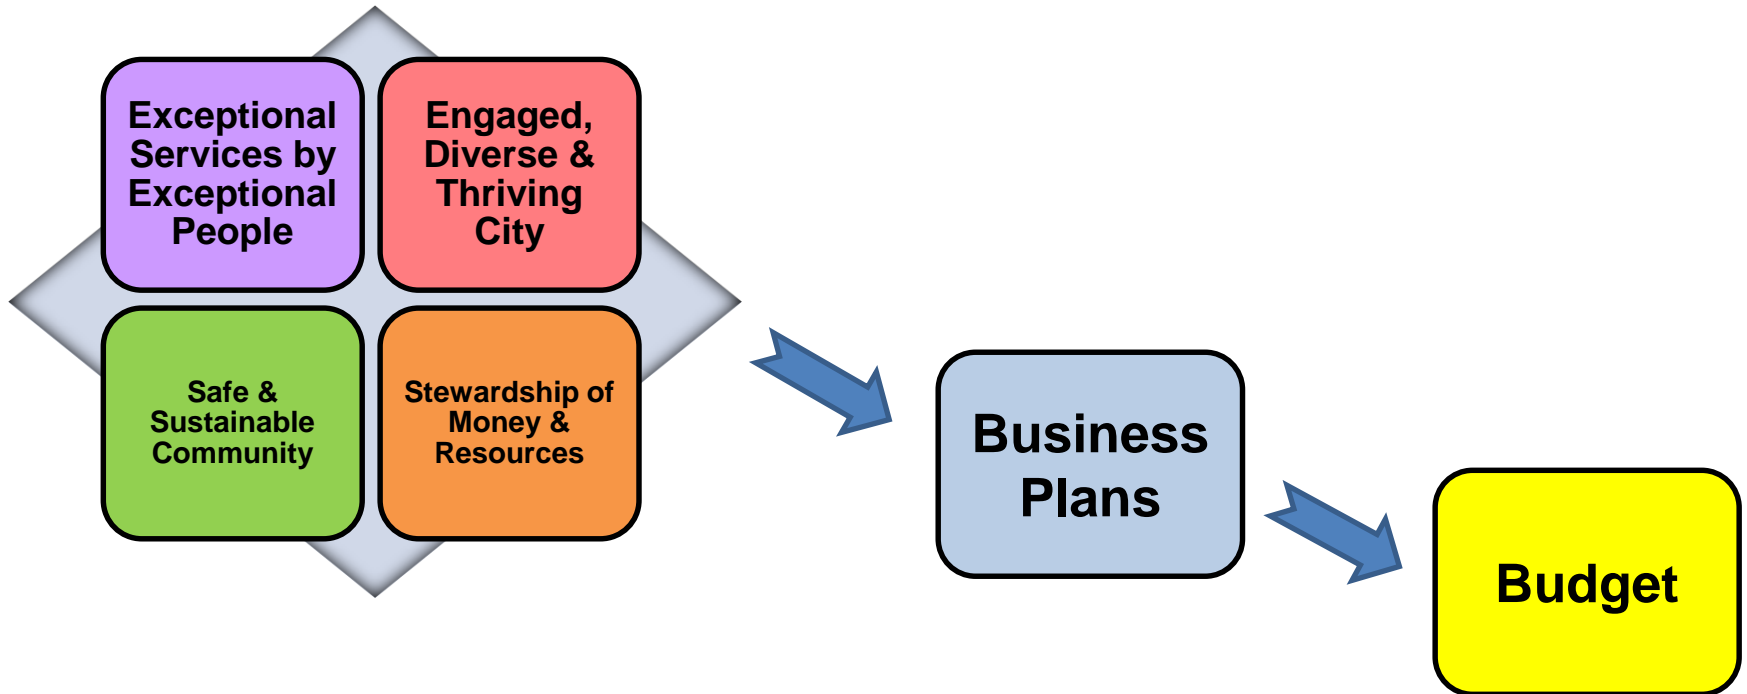 Exceptional
Services by
Exceptional
People
Engaged,
Diverse &
Thriving
City
Safe &
Sustainable
Community
Stewardship of
Money &
Resources
Business
Plans
Budget